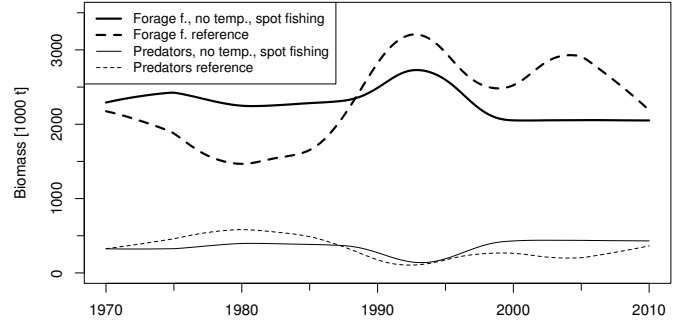 Forage f., no temp., spot fishing
Forage f. reference
Predators, no temp., spot fishing
Predators reference
Biomass [1000 t]
3000
2000
1000
0
1970 1980 1990 2000 2010